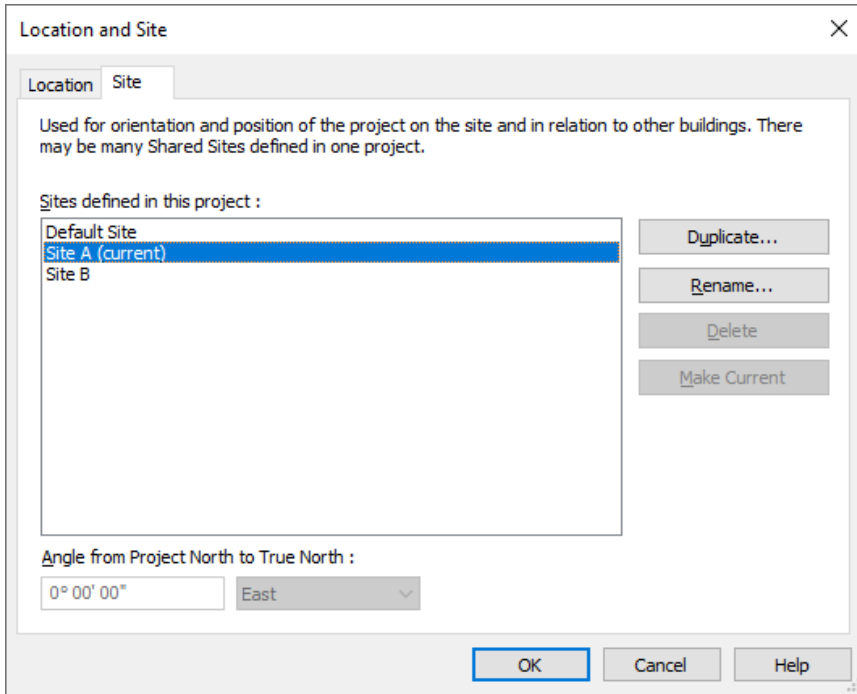 Location and Site
Location
Site
Used for orientation and position of the project on the site and in relation to other buildings. There
may be many Shared Sites defined in one project.
Sites defined in this project :
Default Site
Site A (current)
Site B
Duplicate...
Rename...
Delete
Make Current
Angle from Project North to True North :
0° 00' 00"
East
OK
Cancel
Help